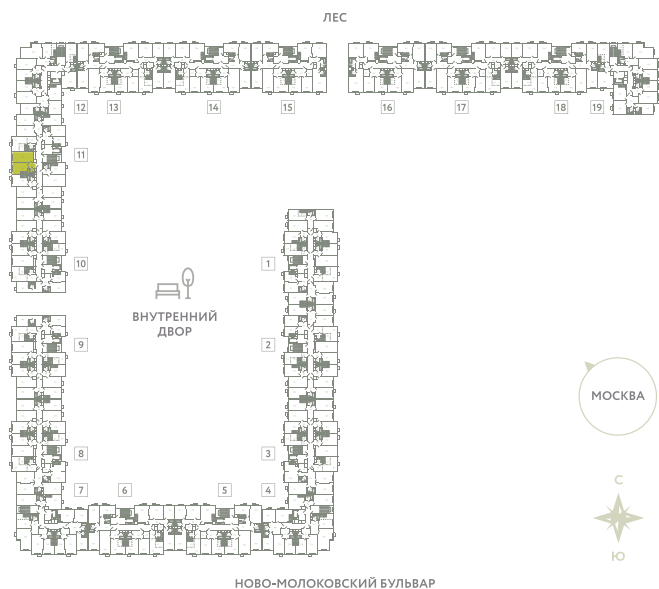 ЛЕС
12 13 14 15 16 17 18 19
11
10 1
ВНУТРЕННИЙ
ДВОР
9 2
МОСКВА
8 3
7 6 5 4
С
Ю
НОВО-МОЛОКОВСКИЙ БУЛЬВАР